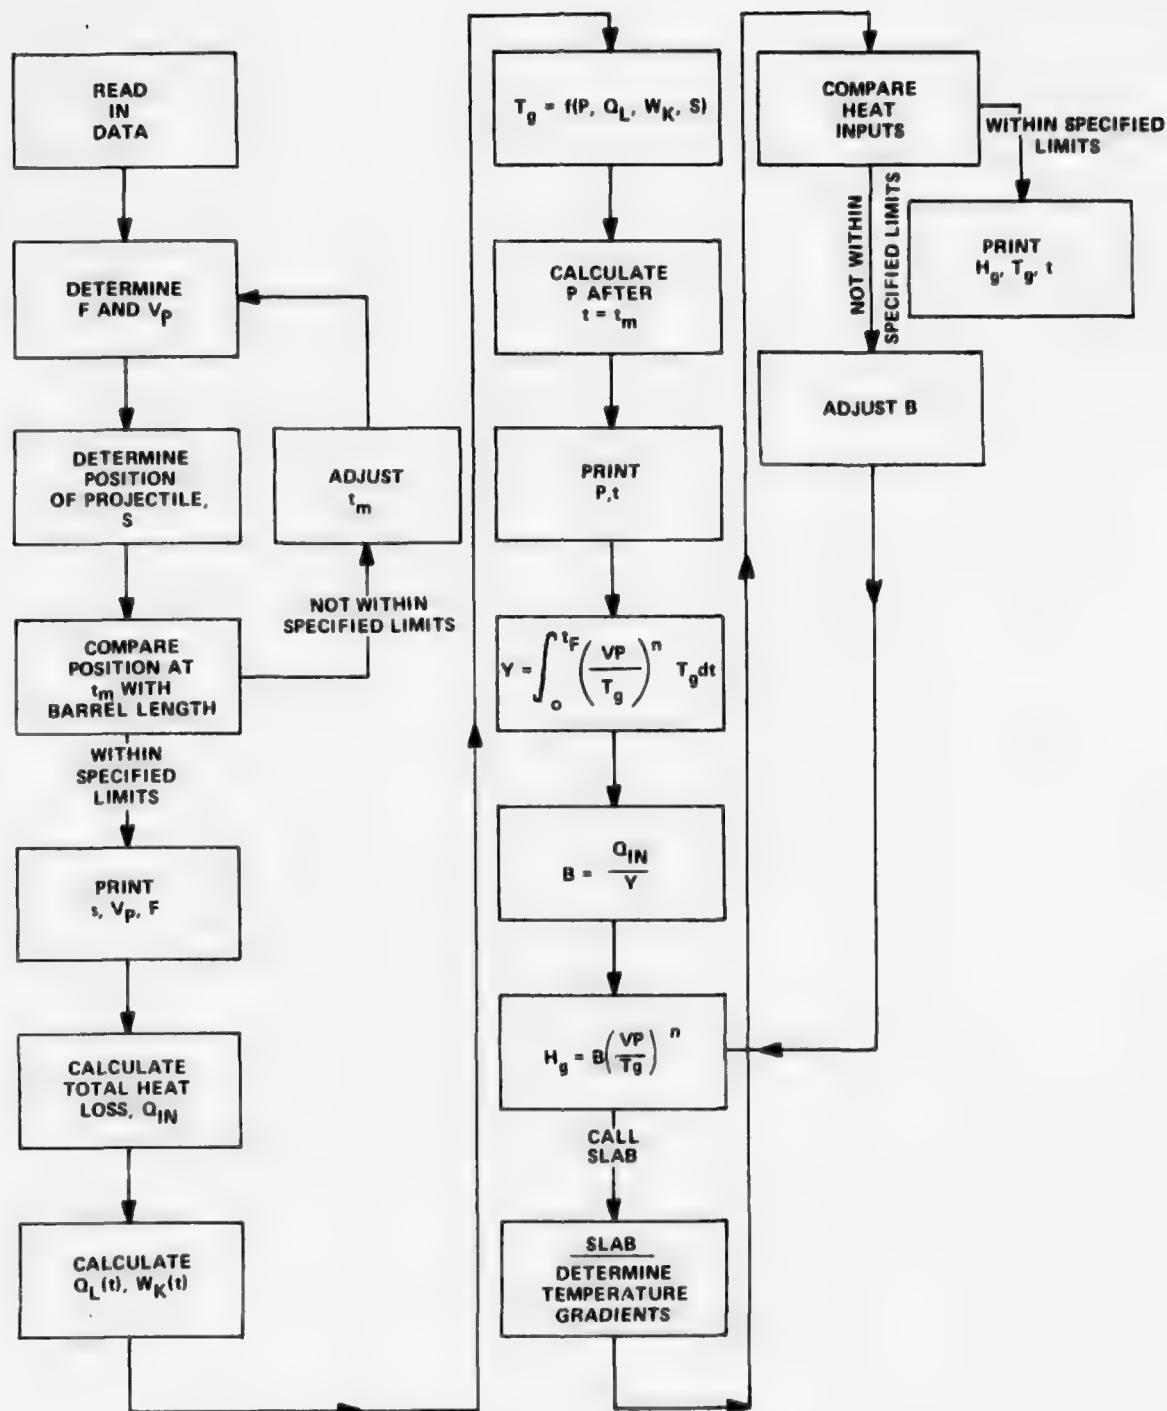 READ
IN
DATA
DETERMINE
F AND V_P
DETERMINE
POSITION
OF PROJECTILE,
S
ADJUST
t_m
NOT WITHIN
SPECIFIED LIMITS
COMPARE
POSITION AT
t_m WITH
BARREL LENGTH
WITHIN
SPECIFIED
LIMITS
PRINT
s, V_P, F
CALCULATE
TOTAL HEAT
LOSS, Q_IN
CALCULATE
Q_L(t), W_K(t)
T_g = f(P, Q_L, W_K, S)
CALCULATE
P AFTER
t = t_m
PRINT
P,t
Y = ∫_o^t_F (VP/T_g)^n T_g dt
B = Q_IN/Y
H_g = B(VP/Tg)^n
CALL
SLAB
SLAB
DETERMINE
TEMPERATURE
GRADIENTS
COMPARE
HEAT
INPUTS
WITHIN SPECIFIED
LIMITS
PRINT
H_g, T_g, t
NOT WITHIN
SPECIFIED LIMITS
ADJUST B